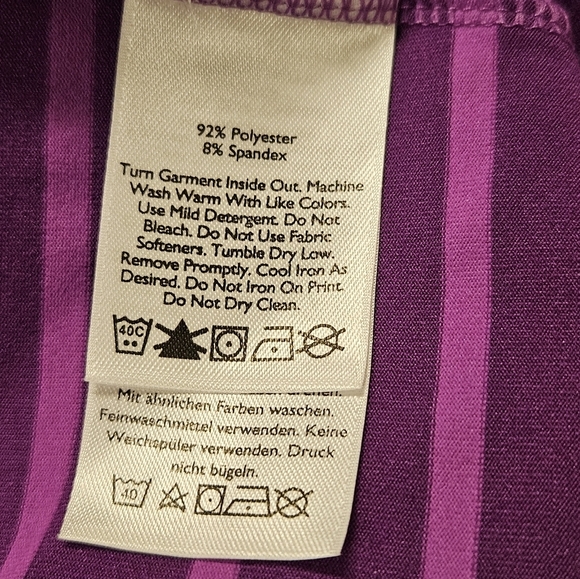 92% Polyester
8% Spandex
Turn Garment Inside Out. Machine
Wash Warm With Like Colors.
Use Mild Detergent. Do Not
Bleach. Do Not Use Fabric
Softeners. Tumble Dry Low.
Remove Promptly. Cool Iron As
Desired. Do Not Iron On Print.
Do Not Dry Clean.
40C
Mit ähnlichen Farben waschen.
Feinwaschmittel verwenden. Keine
Weichspüler verwenden. Druck
nicht bügeln.
40